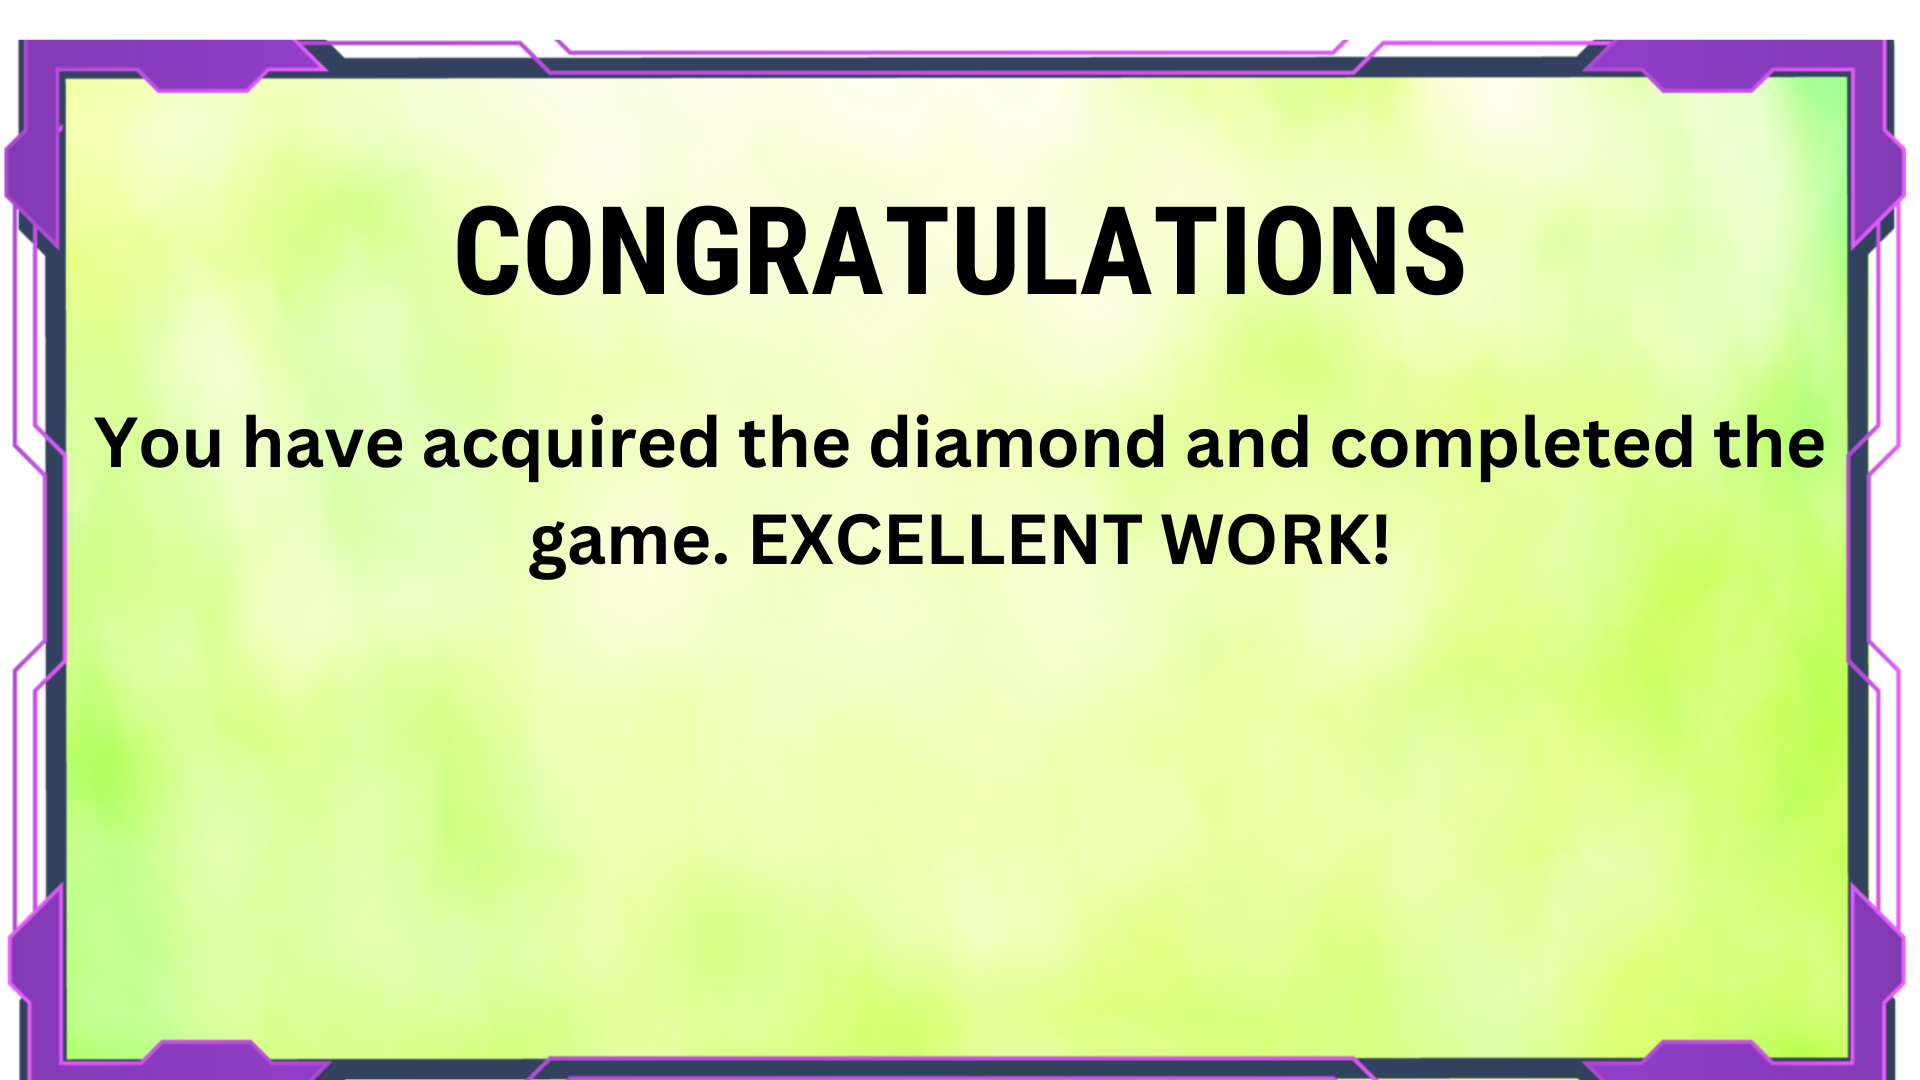 CONGRATULATIONS
You have acquired the diamond and completed the
game. EXCELLENT WORK!